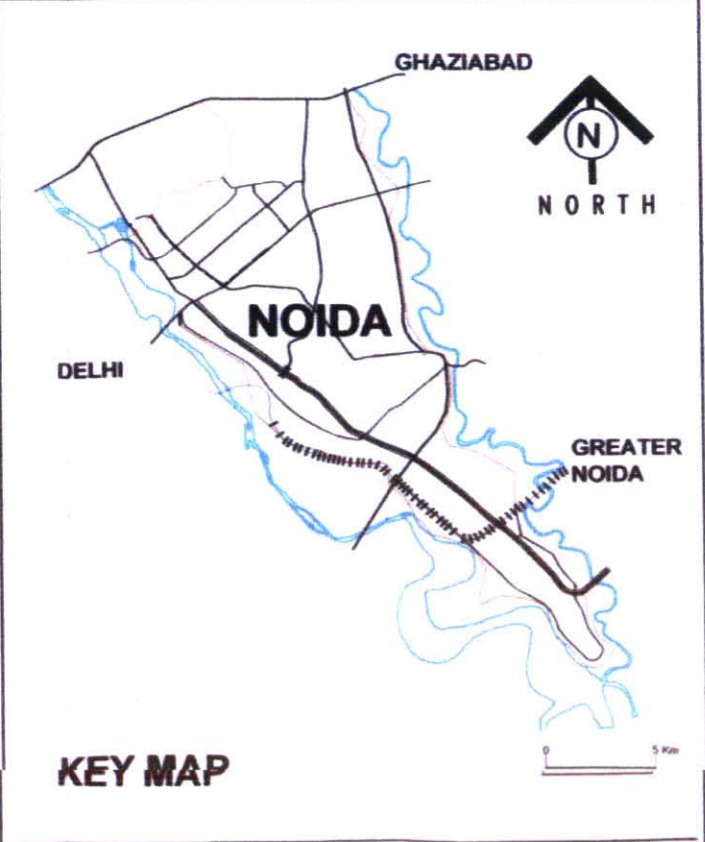 GHAZIABAD
N
NORTH
NOIDA
DELHI
GREATER
NOIDA
0 5 Km
KEY MAP